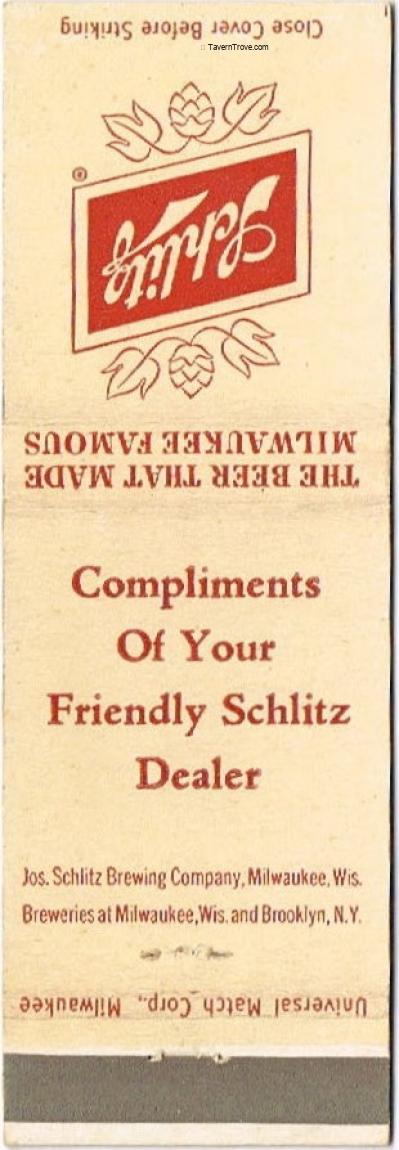 Close Cover Before Striking
:: TavernTrove.com
®
Schlitz
THE BEER THAT MADE
MILWAUKEE FAMOUS
Compliments
Of Your
Friendly Schlitz
Dealer
Jos. Schlitz Brewing Company, Milwaukee, Wis.
Breweries at Milwaukee, Wis. and Brooklyn, N.Y.
Universal Match Corp., Milwaukee